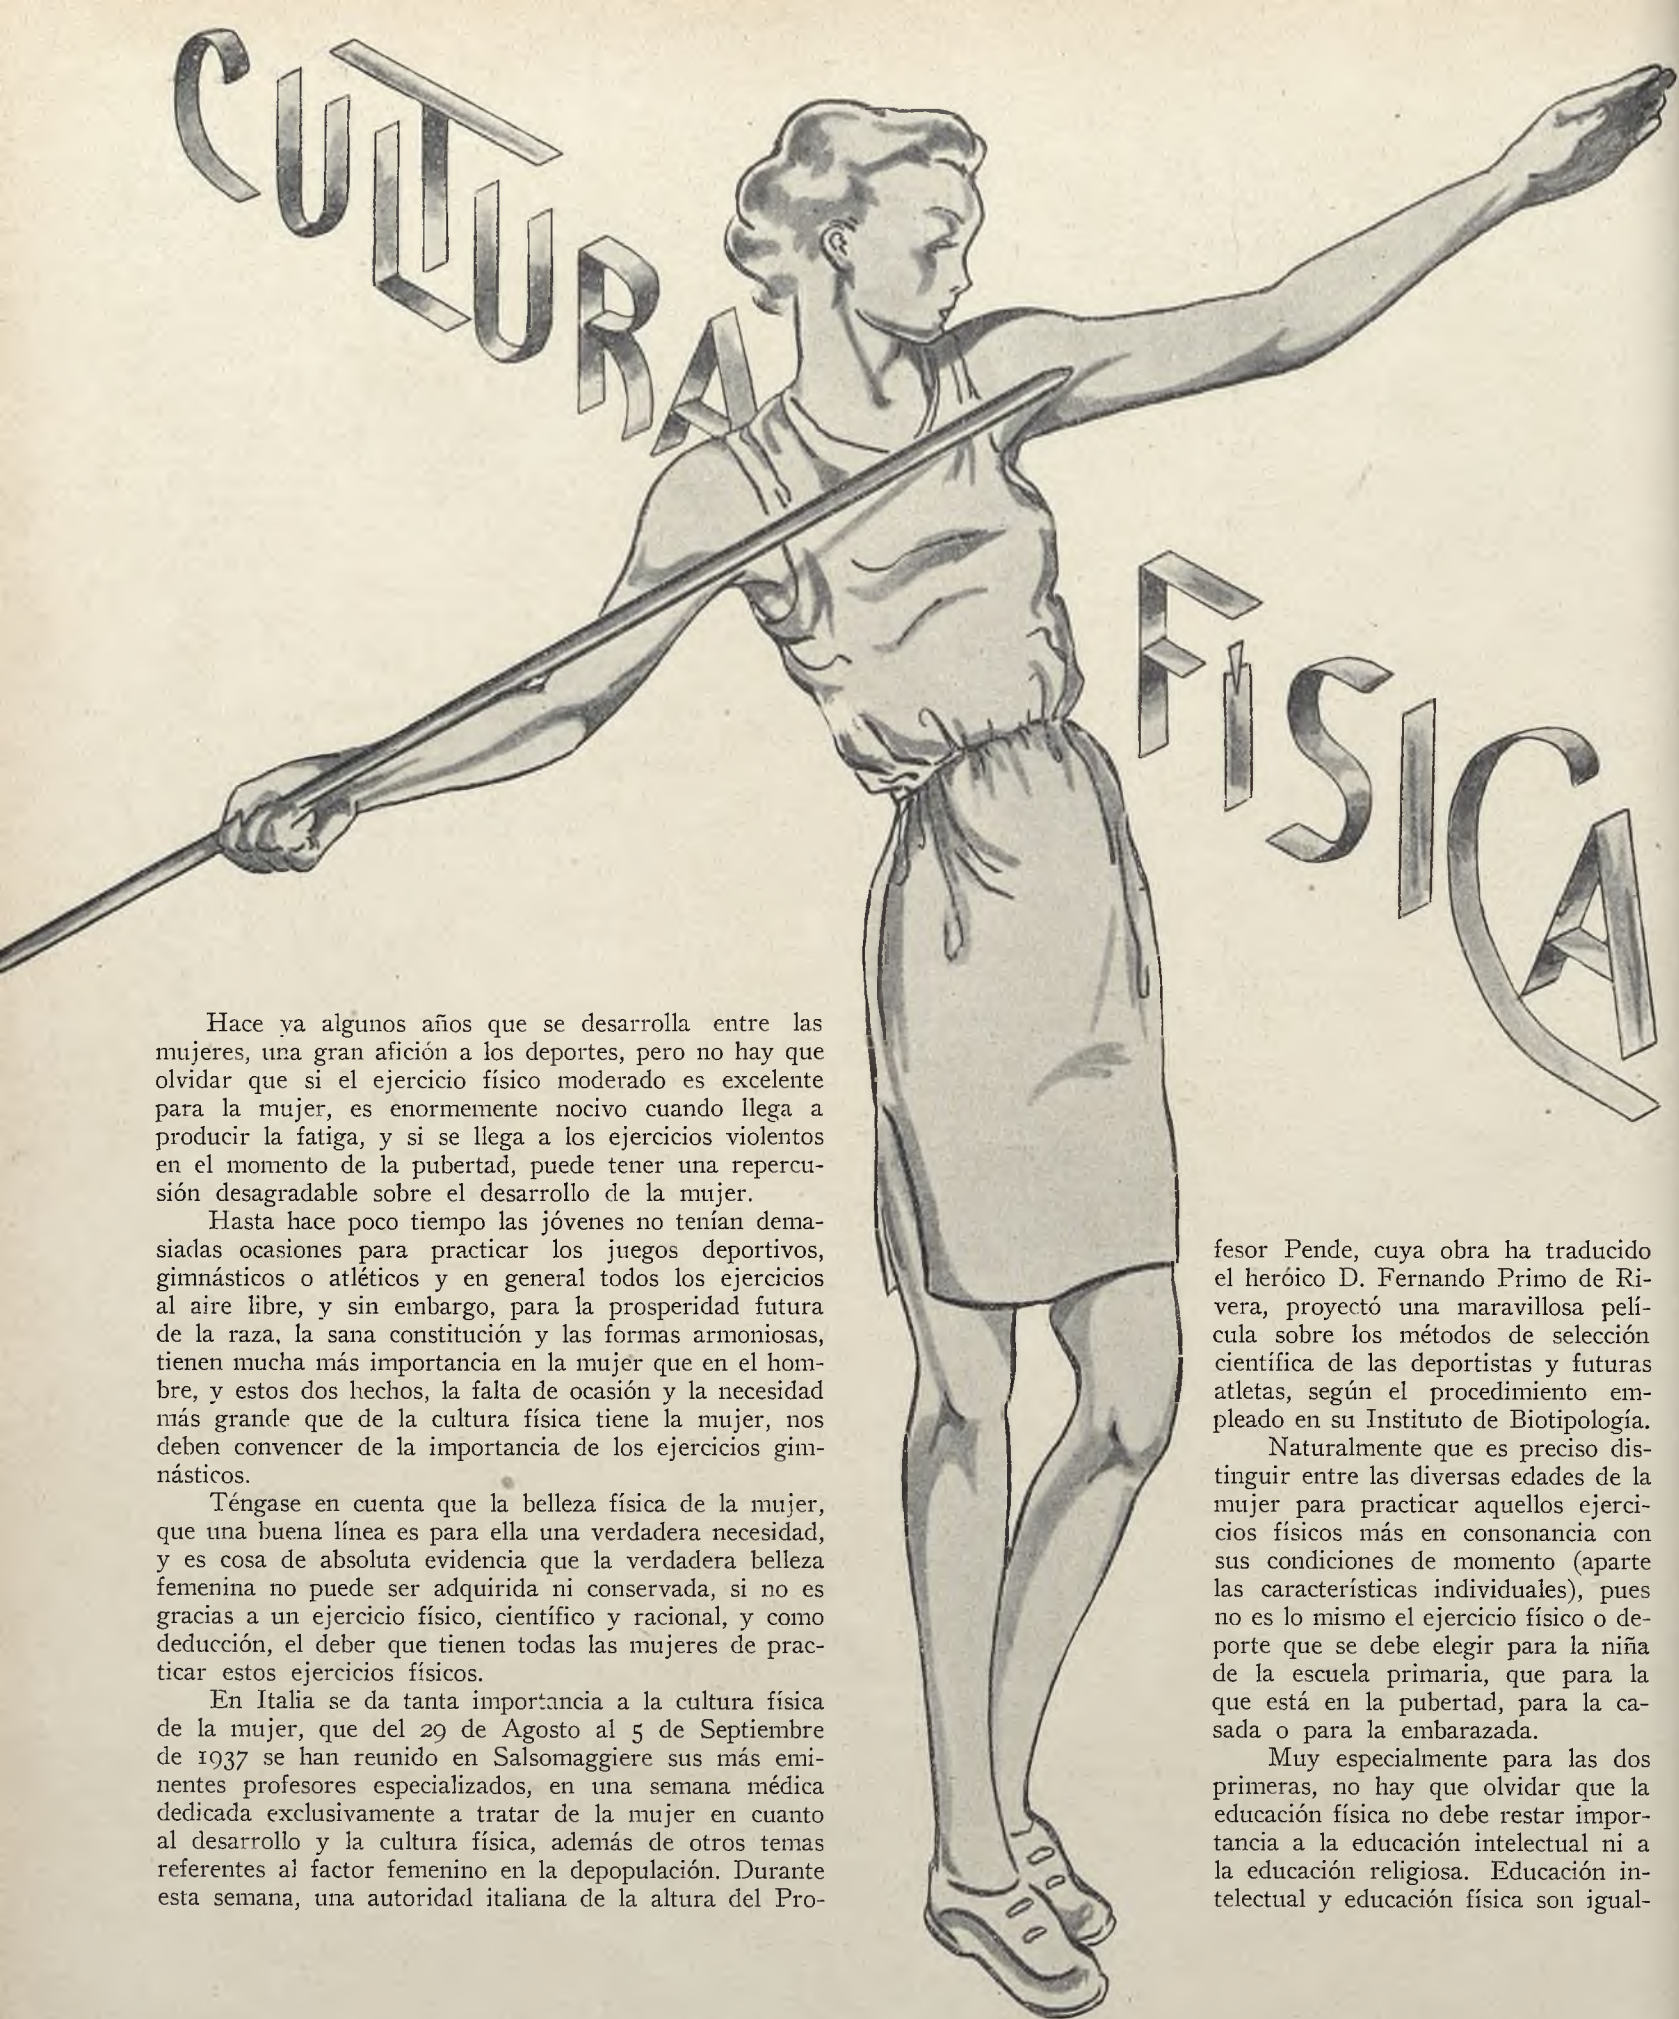 CULTURA
FÍSICA
Hace ya algunos años que se desarrolla entre las
mujeres, una gran afición a los deportes, pero no hay que
olvidar que si el ejercicio físico moderado es excelente
para la mujer, es enormemente nocivo cuando llega a
producir la fatiga, y si se llega a los ejercicios violentos
en el momento de la pubertad, puede tener una repercu-
sión desagradable sobre el desarrollo de la mujer.
Hasta hace poco tiempo las jóvenes no tenían dema-
siadas ocasiones para practicar los juegos deportivos,
gimnásticos o atléticos y en general todos los ejercicios
al aire libre, y sin embargo, para la prosperidad futura
de la raza, la sana constitución y las formas armoniosas,
tienen mucha más importancia en la mujer que en el hom-
bre, y estos dos hechos, la falta de ocasión y la necesidad
más grande que de la cultura física tiene la mujer, nos
deben convencer de la importancia de los ejercicios gim-
násticos.
Téngase en cuenta que la belleza física de la mujer,
que una buena línea es para ella una verdadera necesidad,
y es cosa de absoluta evidencia que la verdadera belleza
femenina no puede ser adquirida ni conservada, si no es
gracias a un ejercicio físico, científico y racional, y como
deducción, el deber que tienen todas las mujeres de prac-
ticar estos ejercicios físicos.
En Italia se da tanta importancia a la cultura física
de la mujer, que del 29 de Agosto al 5 de Septiembre
de 1937 se han reunido en Salsomaggiere sus más emi-
nentes profesores especializados, en una semana médica
dedicada exclusivamente a tratar de la mujer en cuanto
al desarrollo y la cultura física, además de otros temas
referentes al factor femenino en la depopulación. Durante
esta semana, una autoridad italiana de la altura del Pro-
fesor Pende, cuya obra ha traducido
el heróico D. Fernando Primo de Ri-
vera, proyectó una maravillosa pelí-
cula sobre los métodos de selección
científica de las deportistas y futuras
atletas, según el procedimiento em-
pleado en su Instituto de Biotipología.
Naturalmente que es preciso dis-
tinguir entre las diversas edades de la
mujer para practicar aquellos ejerci-
cios físicos más en consonancia con
sus condiciones de momento (aparte
las características individuales), pues
no es lo mismo el ejercicio físico o de-
porte que se debe elegir para la niña
de la escuela primaria, que para la
que está en la pubertad, para la ca-
sada o para la embarazada.
Muy especialmente para las dos
primeras, no hay que olvidar que la
educación física no debe restar impor-
tancia a la educación intelectual ni a
la educación religiosa. Educación in-
telectual y educación física son igual-